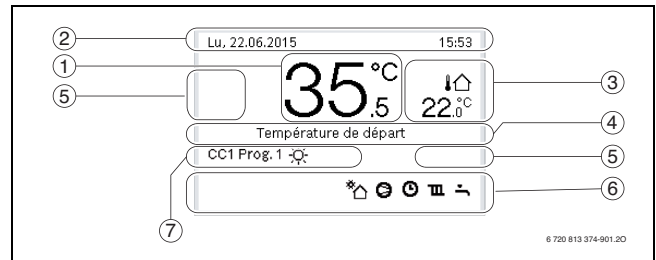 ② Lu, 22.06.2015 15:53
① 35.5 °C
⑤ ③
22.0 °C
④ Température de départ
CC1 Prog. 1 ⑤
⑥
⑦
6 720 813 374-901.2O